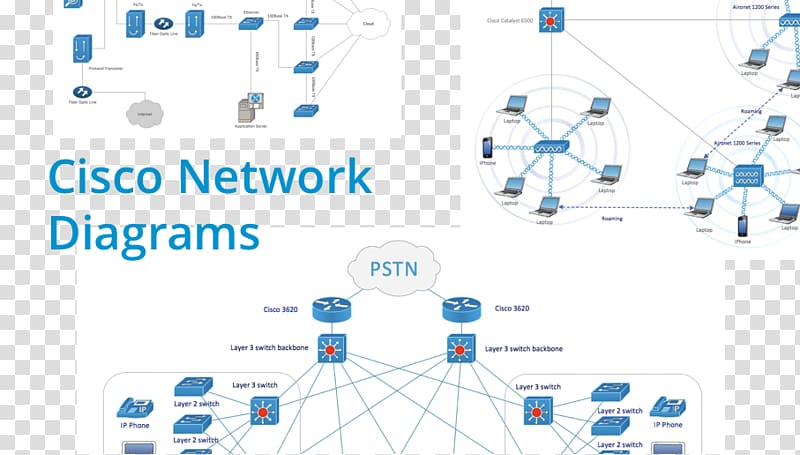 Ethernet
100Base TX
100Base TX
Cloud
Fiber Optic Line
Protocol Translator
Fiber Optic Line
Internet
Application Server
Cisco Network
Diagrams
Cisco Catalyst 6500
Aironet 1200 Series
Laptop
Laptop
Laptop
Laptop
Roaming
Laptop
iPhone
Aironet 1200 Series
Laptop
Laptop
Laptop
Laptop
Laptop
Roaming
Laptop
Laptop
iPhone
PSTN
Cisco 3620
Cisco 3620
Layer 3 switch backbone
Layer 3 switch backbone
Layer 3 switch
Layer 3 switch
Layer 2 switch
Layer 2 switch
IP
IP
IP Phone
IP Phone
Layer 2 switch
Layer 2 switch